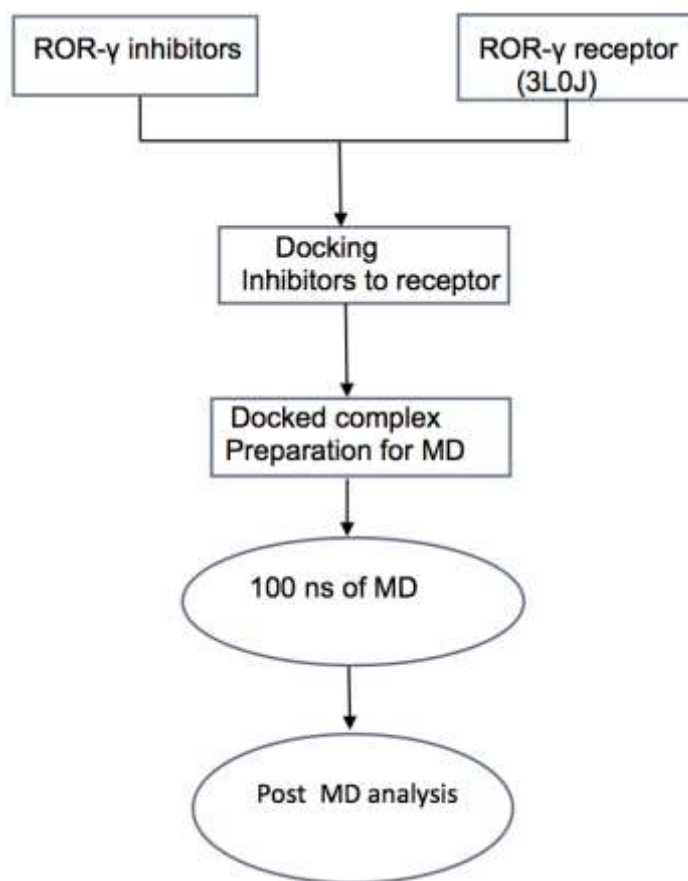 ROR-γ inhibitors
ROR-γ receptor
(3L0J)
Docking
Inhibitors to receptor
Docked complex
Preparation for MD
100 ns of MD
Post MD analysis